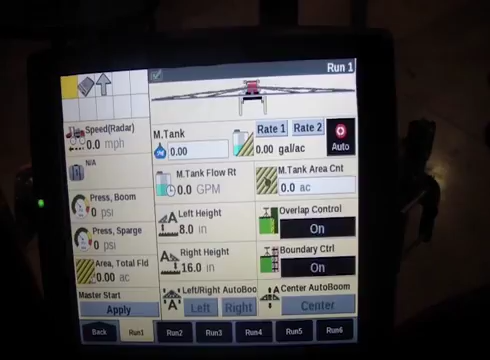 Run 1
Speed(Radar)
0.0 mph
N/A
Press, Boom
0 psi
Press, Sparge
0 psi
Area, Total Fld
0.00 ac
Master Start
Apply
M.Tank
0.00
Rate 1 Rate 2
0.00 gal/ac
Auto
M.Tank Flow Rt
0.0 GPM
M.Tank Area Cnt
0.0 ac
Left Height
8.0 in
Overlap Control
On
Right Height
16.0 in
Boundary Ctrl
On
Left/Right AutoBoo
Left Right
Center AutoBoom
Center
Back Run1 Run2 Run3 Run4 Run5 Run6